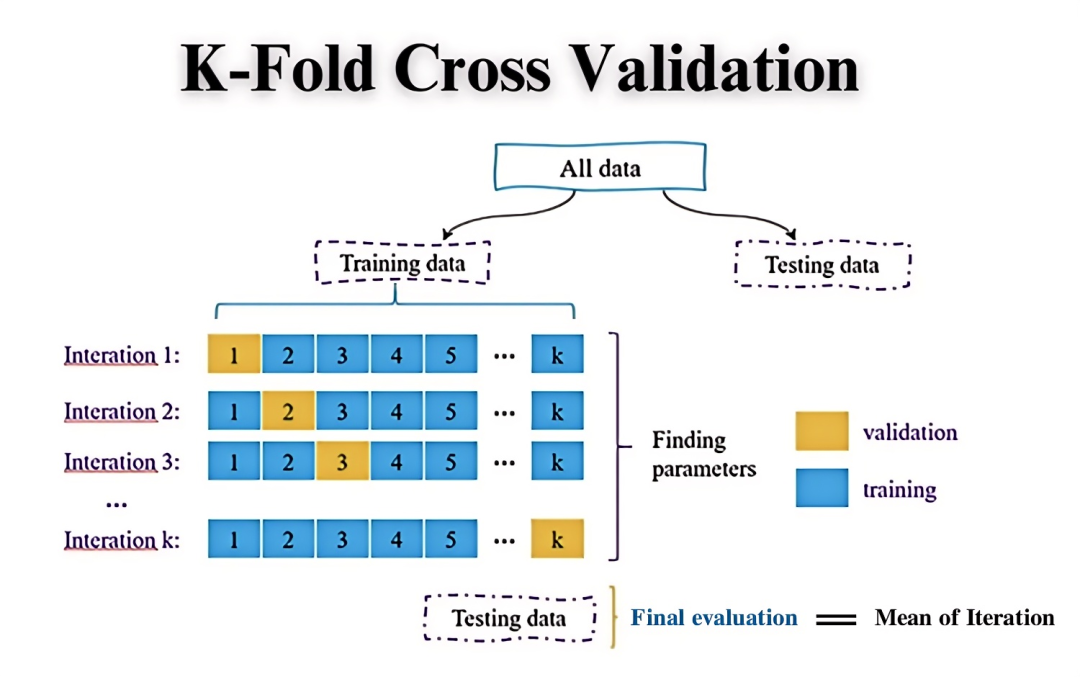 K-Fold Cross Validation
All data
Training data
Testing data
Interation 1: 1 2 3 4 5 ... k
Interation 2: 1 2 3 4 5 ... k
Interation 3: 1 2 3 4 5 ... k
...
Interation k: 1 2 3 4 5 ... k
Finding
parameters
validation
training
Testing data
Final evaluation = Mean of Iteration